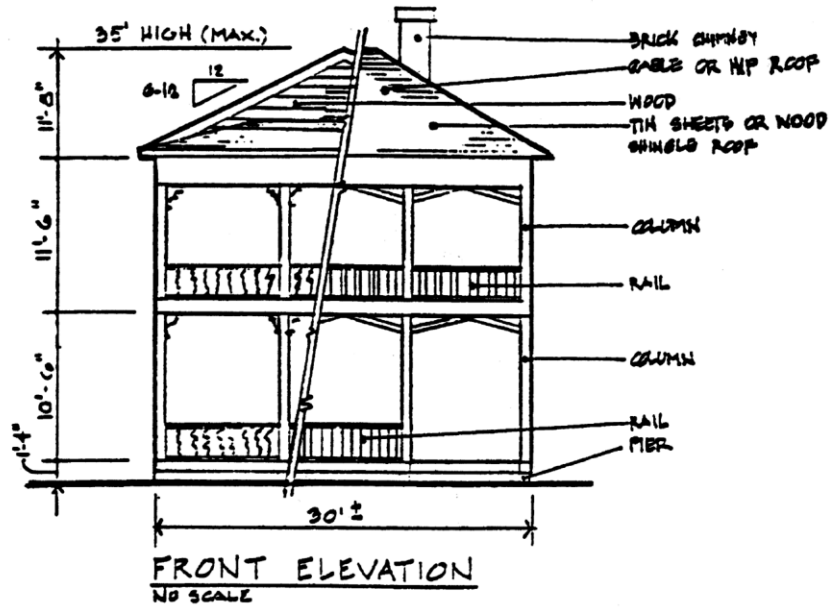 35' HIGH (MAX.)
12
6-12
11'-8"
11'-6"
10'-6"
1'-4"
BRICK CHIMNEY
GABLE OR HIP ROOF
WOOD
TIN SHEETS OR WOOD
SHINGLE ROOF
COLUMN
RAIL
COLUMN
RAIL
PIER
30' ±
FRONT ELEVATION
NO SCALE